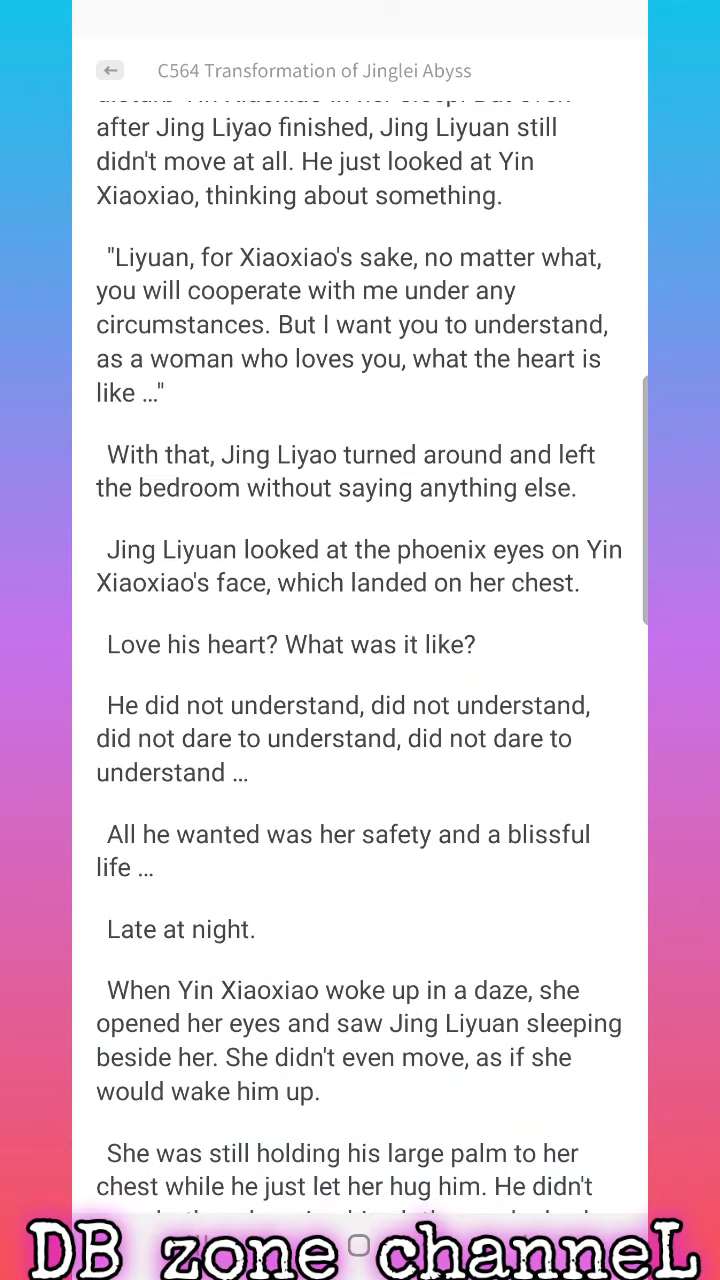 C564 Transformation of Jinglei Abyss
after Jing Liyao finished, Jing Liyuan still
didn't move at all. He just looked at Yin
Xiaoxiao, thinking about something.
"Liyuan, for Xiaoxiao's sake, no matter what,
you will cooperate with me under any
circumstances. But I want you to understand,
as a woman who loves you, what the heart is
like ..."
With that, Jing Liyao turned around and left
the bedroom without saying anything else.
Jing Liyuan looked at the phoenix eyes on Yin
Xiaoxiao's face, which landed on her chest.
Love his heart? What was it like?
He did not understand, did not understand,
did not dare to understand, did not dare to
understand ...
All he wanted was her safety and a blissful
life ...
Late at night.
When Yin Xiaoxiao woke up in a daze, she
opened her eyes and saw Jing Liyuan sleeping
beside her. She didn't even move, as if she
would wake him up.
She was still holding his large palm to her
chest while he just let her hug him. He didn't
DB zone channeL